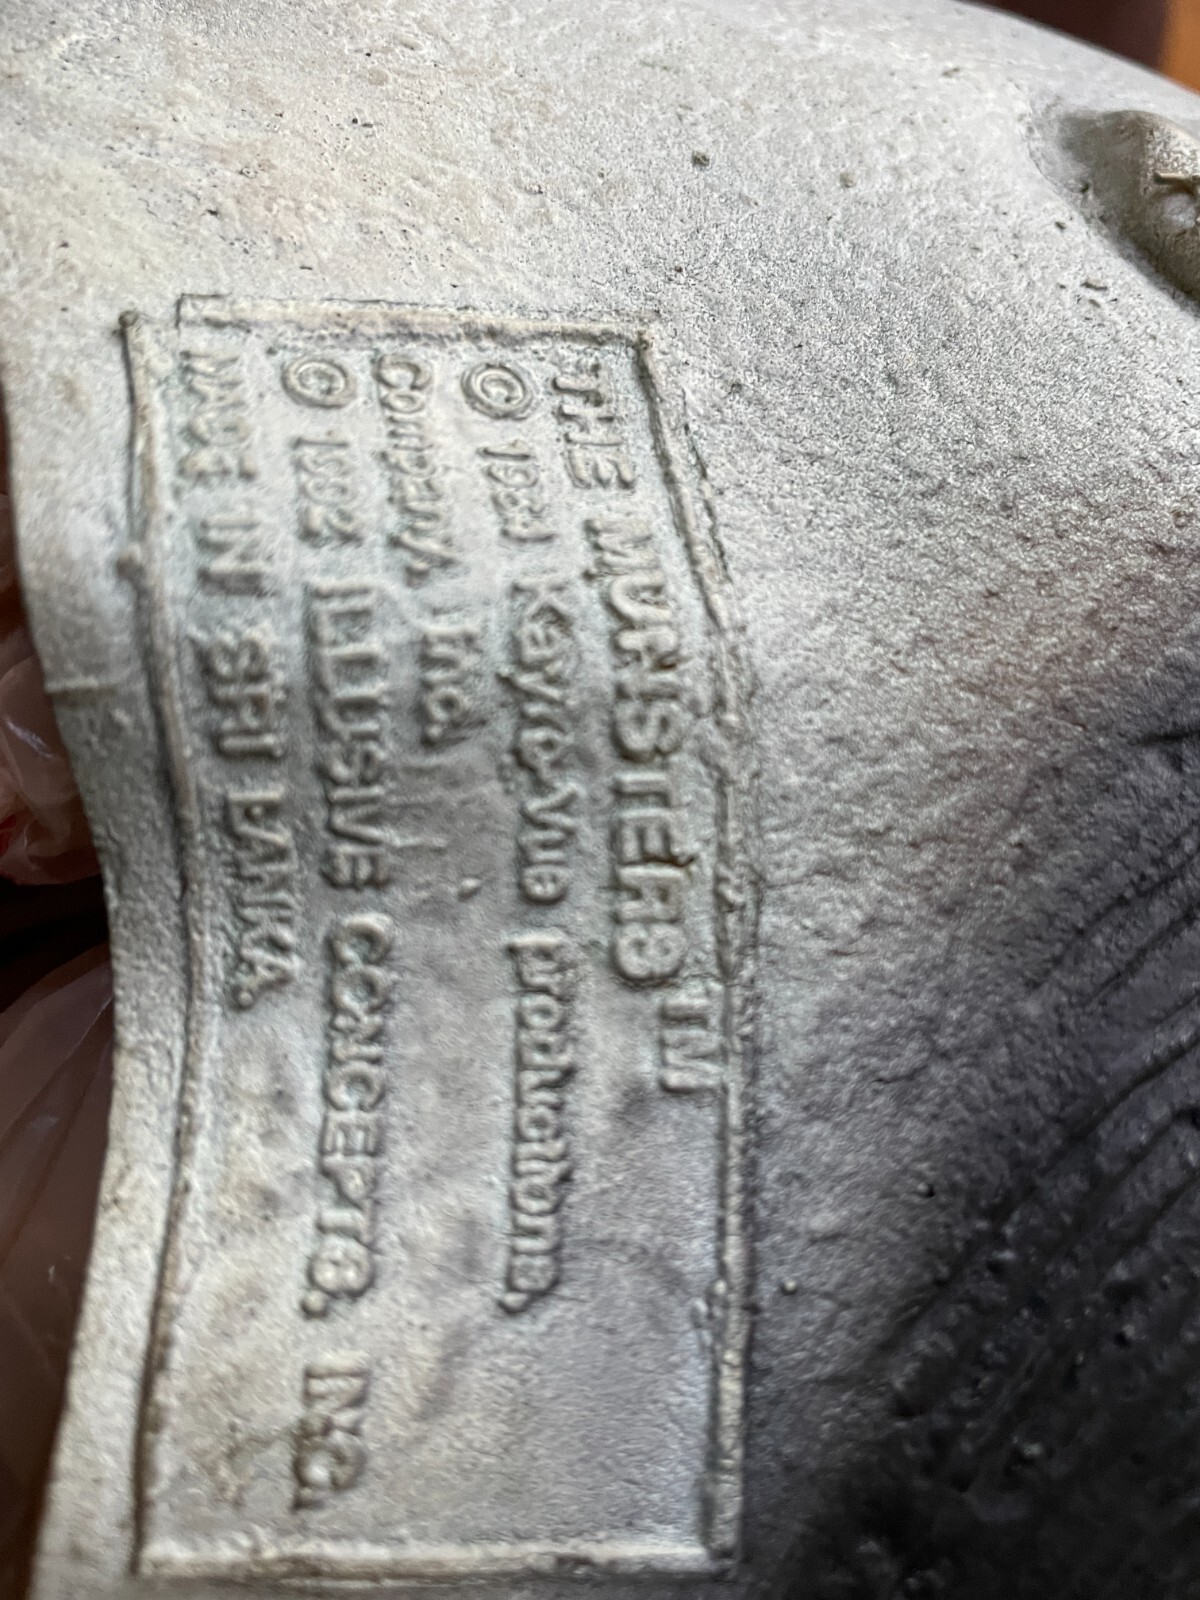 THE MUNSTERS TM
© 1964 Kayro-Vue Productions.
Company, Inc.
© 1992 ILLUSIVE CONCEPTS. INC.
MADE IN SRI LANKA.